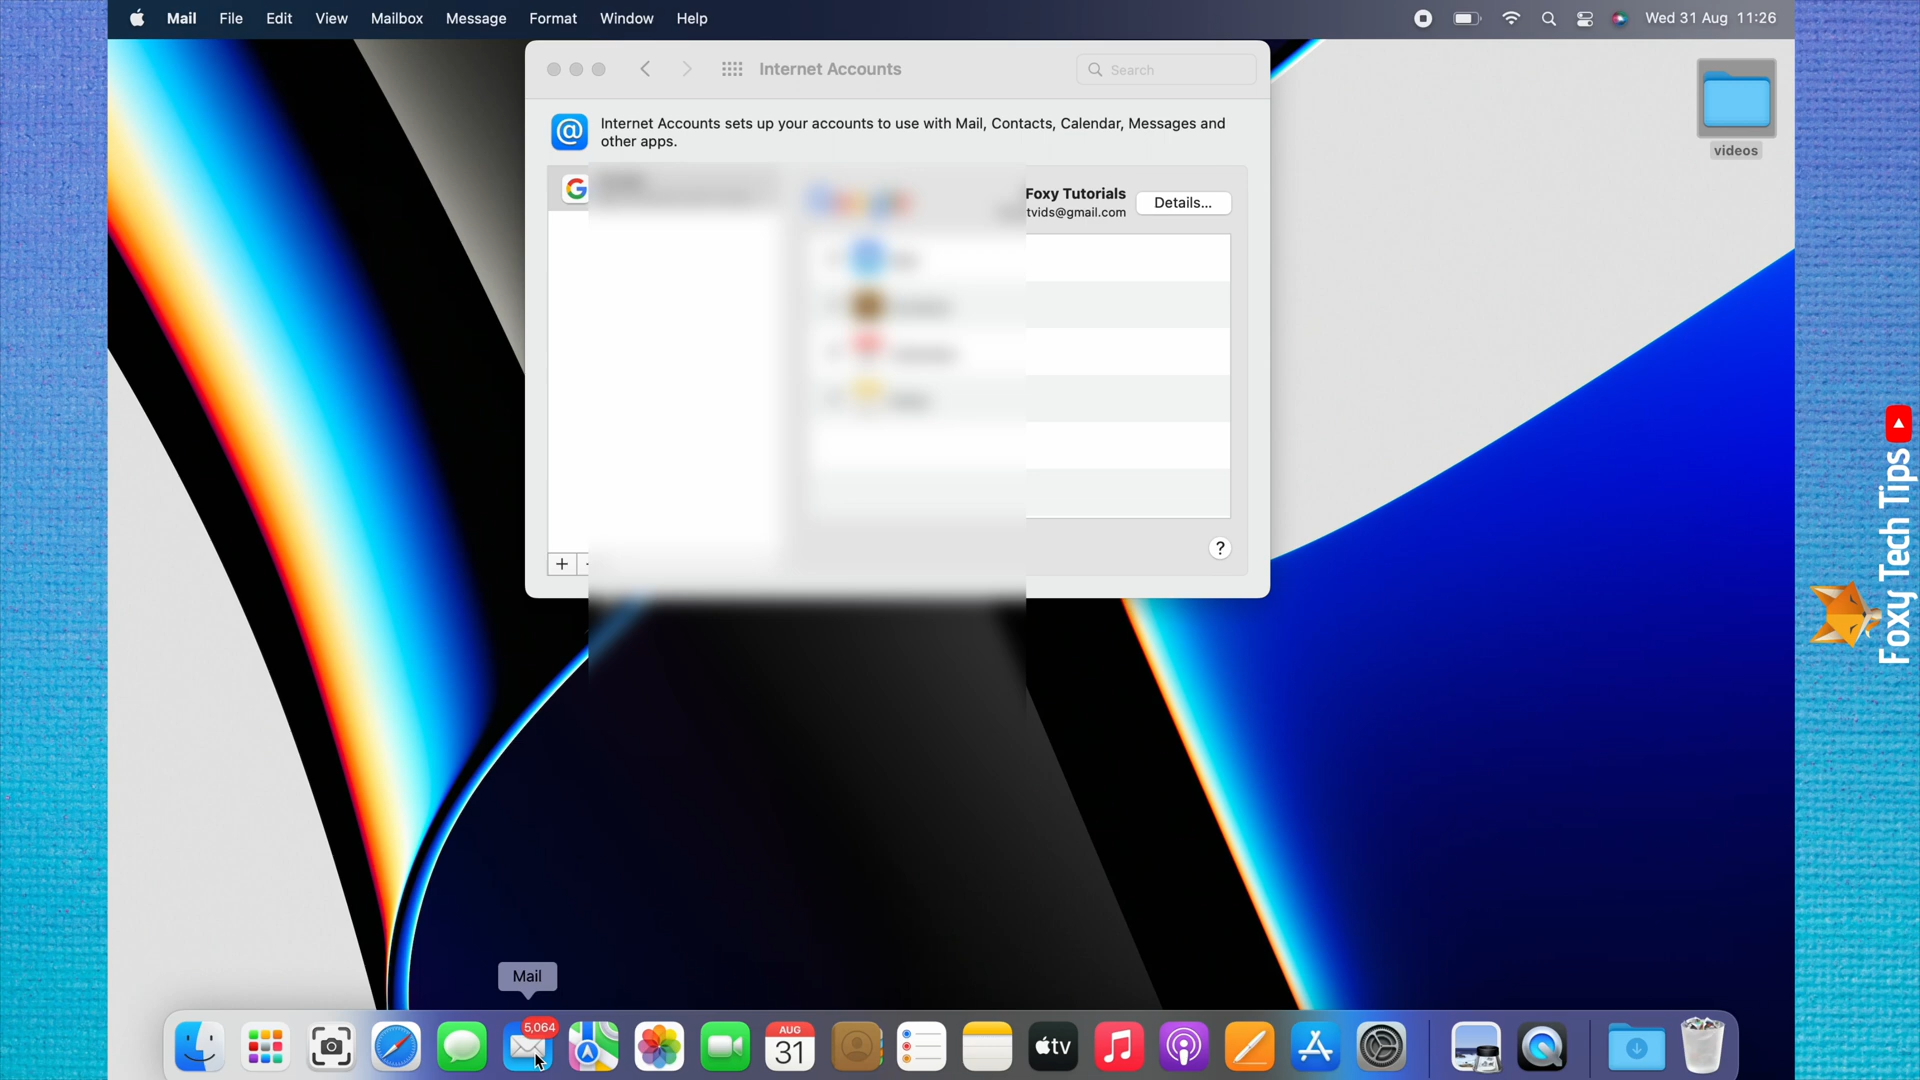 Mail File Edit View Mailbox Message Format Window Help
Wed 31 Aug 11:26
Internet Accounts
Search
Internet Accounts sets up your accounts to use with Mail, Contacts, Calendar, Messages and
other apps.
videos
Foxy Tutorials
tvids@gmail.com
Details...
+
?
Foxy Tech Tips
Mail
5,064
AUG
31
tv